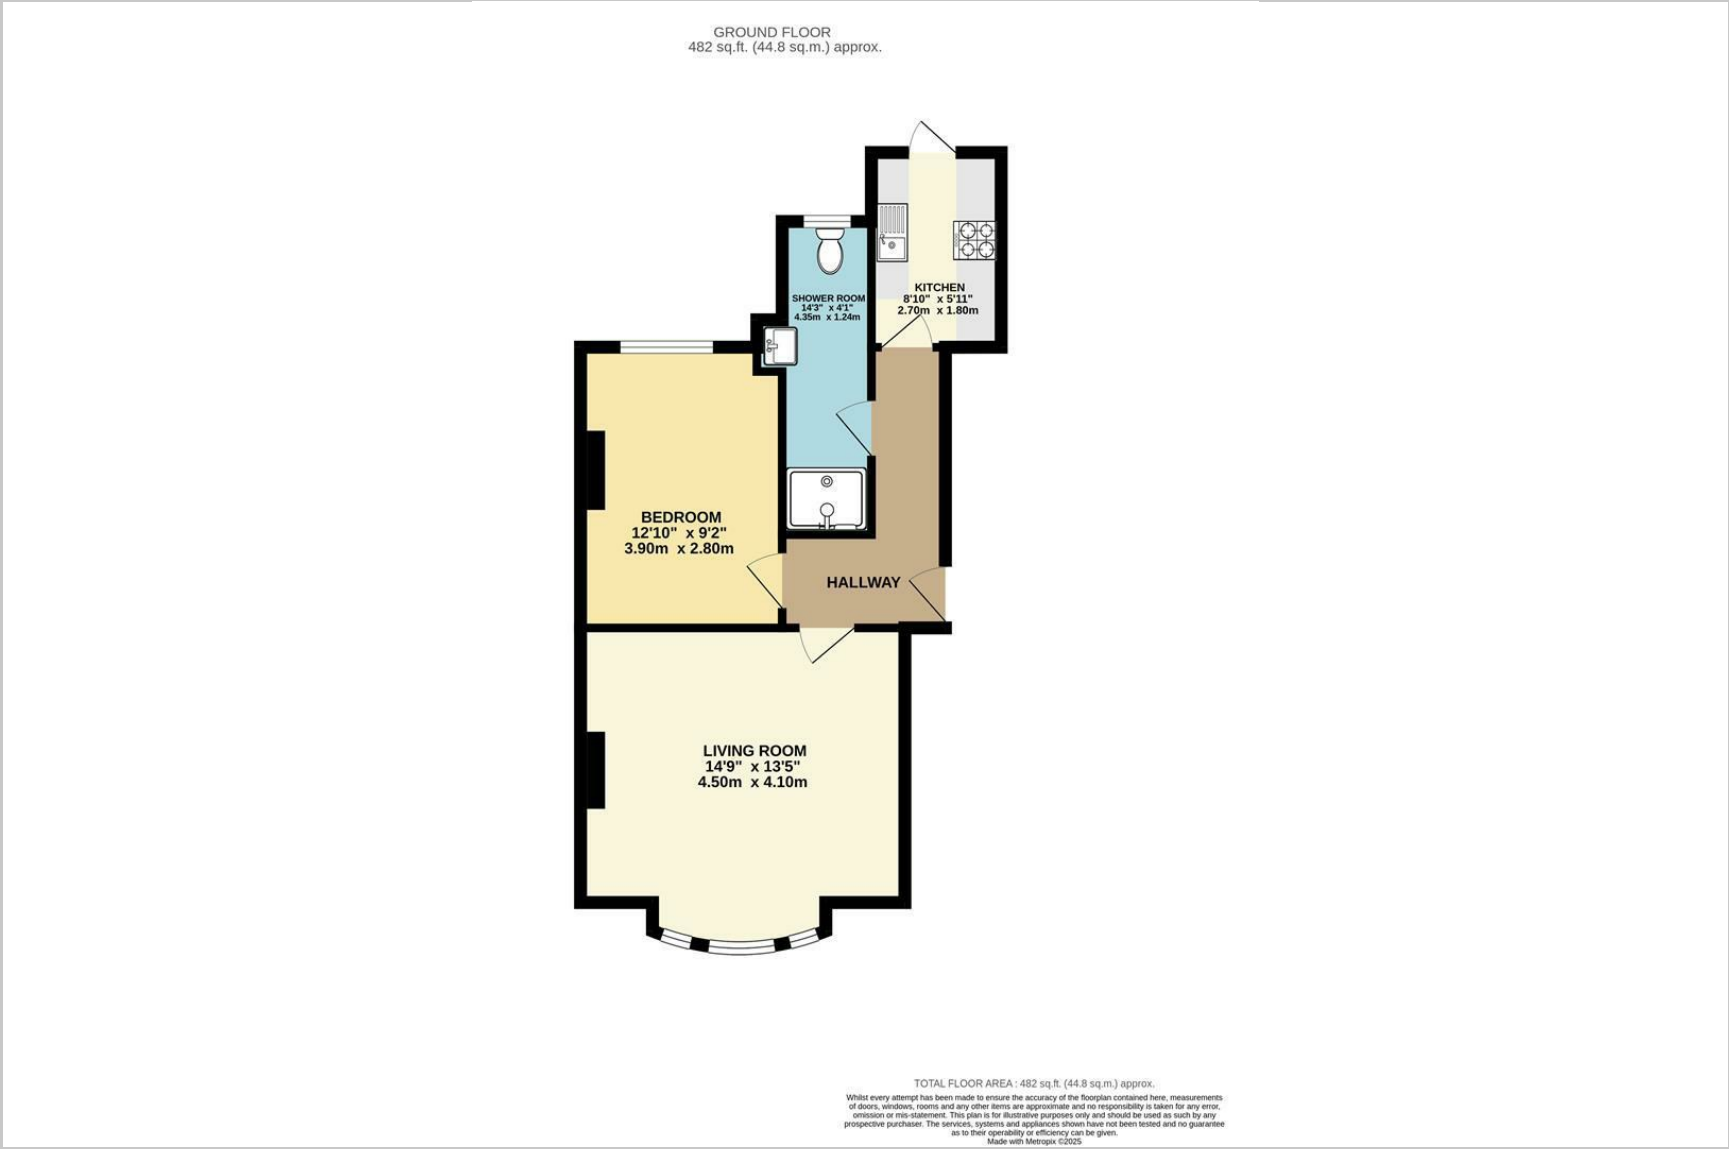 GROUND FLOOR
482 sq.ft. (44.8 sq.m.) approx.
KITCHEN
8'10" x 5'11"
2.70m x 1.80m
SHOWER ROOM
14'3" x 4'1"
4.35m x 1.24m
BEDROOM
12'10" x 9'2"
3.90m x 2.80m
HALLWAY
LIVING ROOM
14'9" x 13'5"
4.50m x 4.10m
TOTAL FLOOR AREA : 482 sq.ft. (44.8 sq.m.) approx.
Whilst every attempt has been made to ensure the accuracy of the floorplan contained here, measurements
of doors, windows, rooms and any other items are approximate and no responsibility is taken for any error,
omission or mis-statement. This plan is for illustrative purposes only and should be used as such by any
prospective purchaser. The services, systems and appliances shown have not been tested and no guarantee
as to their operability or efficiency can be given.
Made with Metropix ©2025